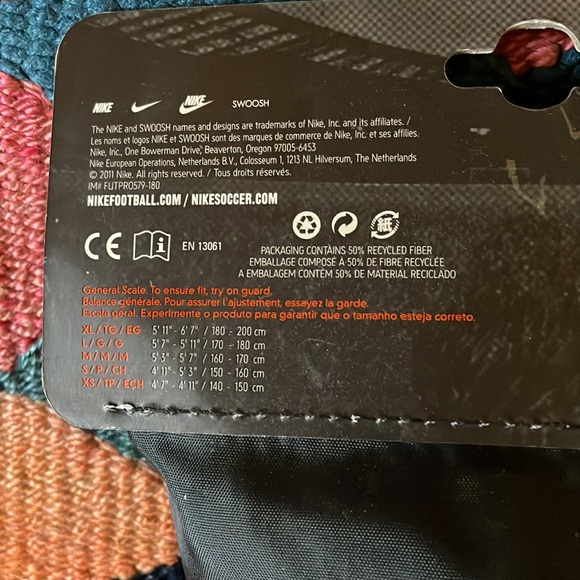 NIKE NIKE SWOOSH
The NIKE and SWOOSH names and designs are trademarks of Nike, Inc. and its affiliates. /
Les noms et logos NIKE et SWOOSH sont des marques de commerce de Nike, Inc. et ses affilies.
Nike, Inc., One Bowerman Drive, Beaverton, Oregon 97005-6453
Nike European Operations, Netherlands B.V., Colosseum 1, 1213 NL Hilversum, The Netherlands
© 2011 Nike. All rights reserved. / Tous droits réservés.
IM# FUTPRO579-180
NIKEFOOTBALL.COM / NIKESOCCER.COM
CE i EN 13061
紙
PACKAGING CONTAINS 50% RECYCLED FIBER
EMBALLAGE COMPOSÉ À 50% DE FIBRE RECYCLÉE
A EMBALAGEM CONTÉM 50% DE MATERIAL RECICLADO
General Scale. To ensure fit, try on guard.
Balance générale. Pour assurer l'ajustement, essayez la garde.
Escala geral. Experimente o produto para garantir que o tamanho esteja correto.
XL / TG / EG 5' 11" - 6' 7" / 180 - 200 cm
L / G / G 5' 7" - 5' 11" / 170 - 180 cm
M / M / M 5' 3" - 5' 7" / 160 - 170 cm
S / P / CH 4' 11" - 5' 3" / 150 - 160 cm
XS / TP / ECH 4' 7" - 4' 11" / 140 - 150 cm